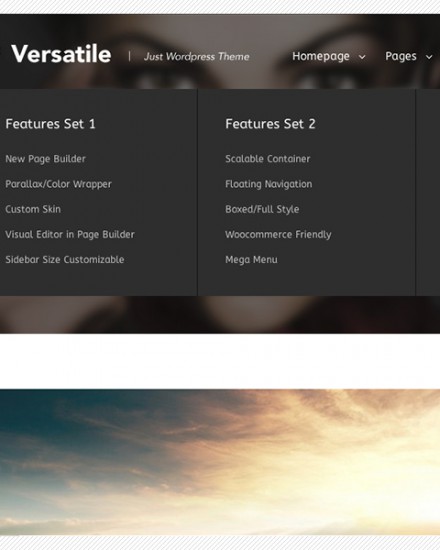 Versatile | Just Wordpress Theme Homepage Pages
Features Set 1
New Page Builder
Parallax/Color Wrapper
Custom Skin
Visual Editor in Page Builder
Sidebar Size Customizable
Features Set 2
Scalable Container
Floating Navigation
Boxed/Full Style
Woocommerce Friendly
Mega Menu